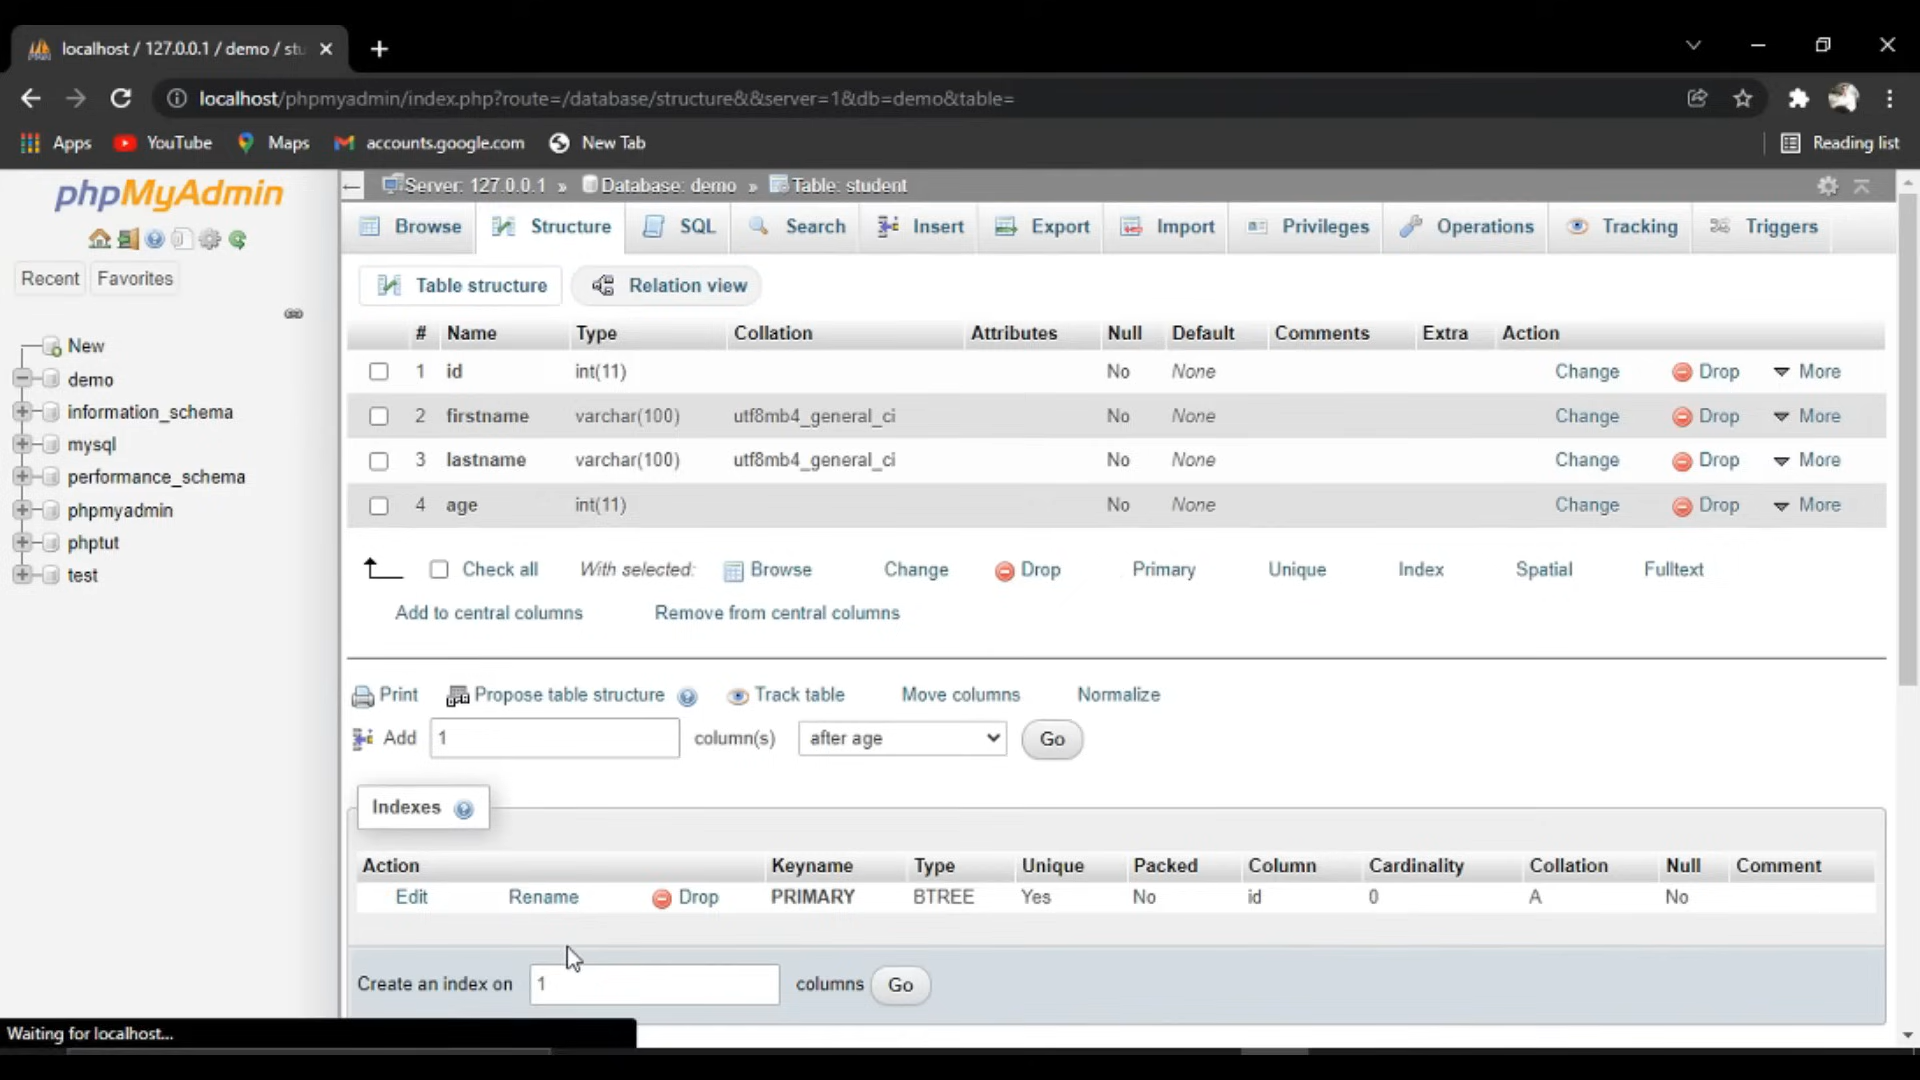 localhost / 127.0.0.1 / demo / stu
localhost/phpmyadmin/index.php?route=/database/structure&&server=1&db=demo&table=
Apps YouTube Maps accounts.google.com New Tab Reading list
phpMyAdmin
Recent Favorites
New
demo
information_schema
mysql
performance_schema
phpmyadmin
phptut
test
Server: 127.0.0.1 » Database: demo » Table: student
Browse Structure SQL Search Insert Export Import Privileges Operations Tracking Triggers
Table structure Relation view
# Name Type Collation Attributes Null Default Comments Extra Action
1 id int(11) No None Change Drop More
2 firstname varchar(100) utf8mb4_general_ci No None Change Drop More
3 lastname varchar(100) utf8mb4_general_ci No None Change Drop More
4 age int(11) No None Change Drop More
Check all With selected: Browse Change Drop Primary Unique Index Spatial Fulltext
Add to central columns Remove from central columns
Print Propose table structure Track table Move columns Normalize
Add 1 column(s) after age Go
Indexes
Action Keyname Type Unique Packed Column Cardinality Collation Null Comment
Edit Rename Drop PRIMARY BTREE Yes No id 0 A No
Create an index on 1 columns Go
Waiting for localhost...